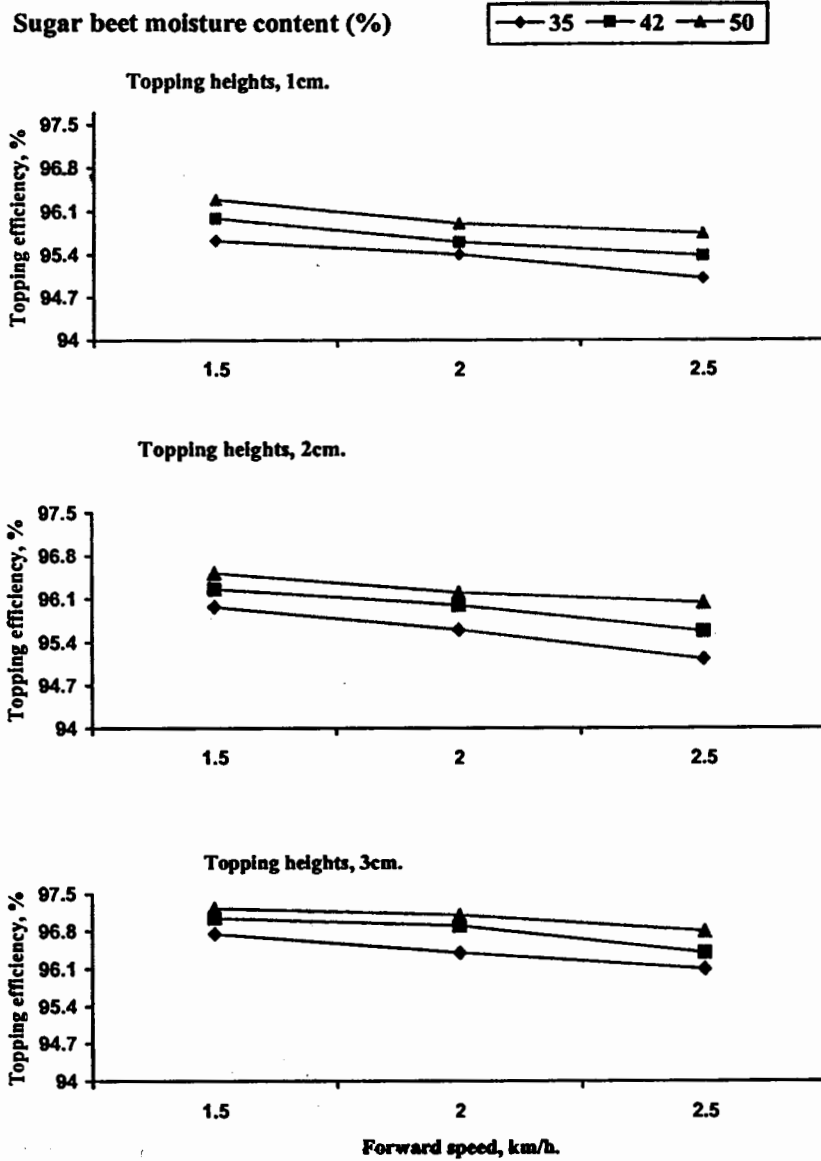 Sugar beet moisture content (%)
35 42 50
Topping heights, 1cm.
Topping efficiency, %
97.5
96.8
96.1
95.4
94.7
94
1.5 2 2.5
Topping heights, 2cm.
Topping efficiency, %
97.5
96.8
96.1
95.4
94.7
94
1.5 2 2.5
Topping heights, 3cm.
Topping efficiency, %
97.5
96.8
96.1
95.4
94.7
94
1.5 2 2.5
Forward speed, km/h.